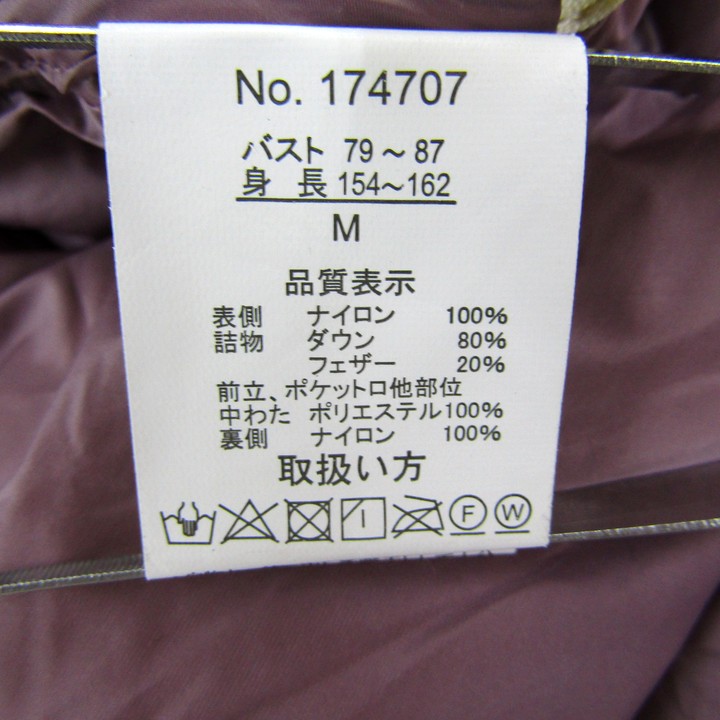 No. 174707
バスト 79～87
身 長 154～162
M
品質表示
表側 ナイロン 100%
詰物 ダウン 80%
フェザー 20%
前立、ポケット口他部位
中わた ポリエステル100%
裏側 ナイロン 100%
取扱い方
F W